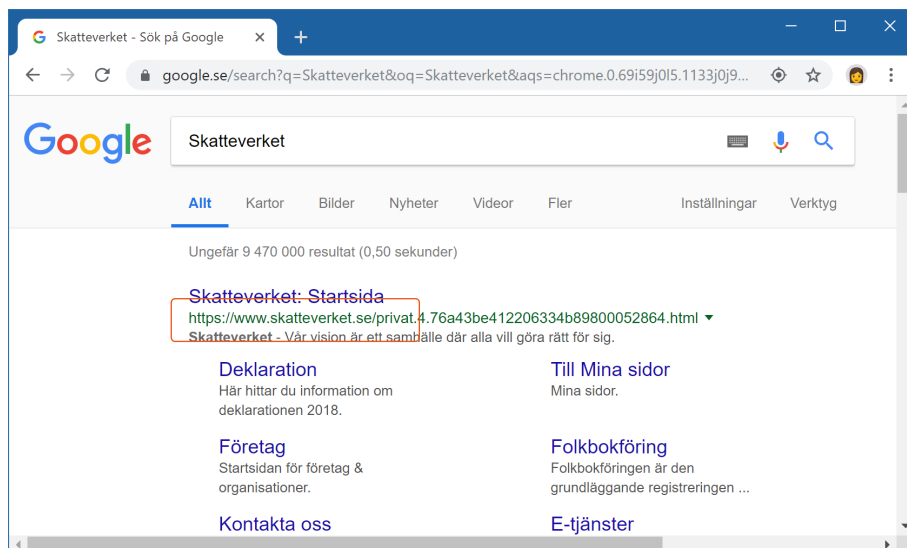 Skatteverket - Sök på Google
google.se/search?q=Skatteverket&oq=Skatteverket&aqs=chrome.0.69i59j0l5.1133j0j9...
Google
Skatteverket
Allt Kartor Bilder Nyheter Videor Fler Inställningar Verktyg
Ungefär 9 470 000 resultat (0,50 sekunder)
Skatteverket: Startsida
https://www.skatteverket.se/privat.4.76a43be412206334b89800052864.html
Skatteverket - Vår vision är ett samhälle där alla vill göra rätt för sig.
Deklaration
Här hittar du information om
deklarationen 2018.
Till Mina sidor
Mina sidor.
Företag
Startsidan för företag &
organisationer.
Folkbokföring
Folkbokföringen är den
grundläggande registreringen ...
Kontakta oss
E-tjänster